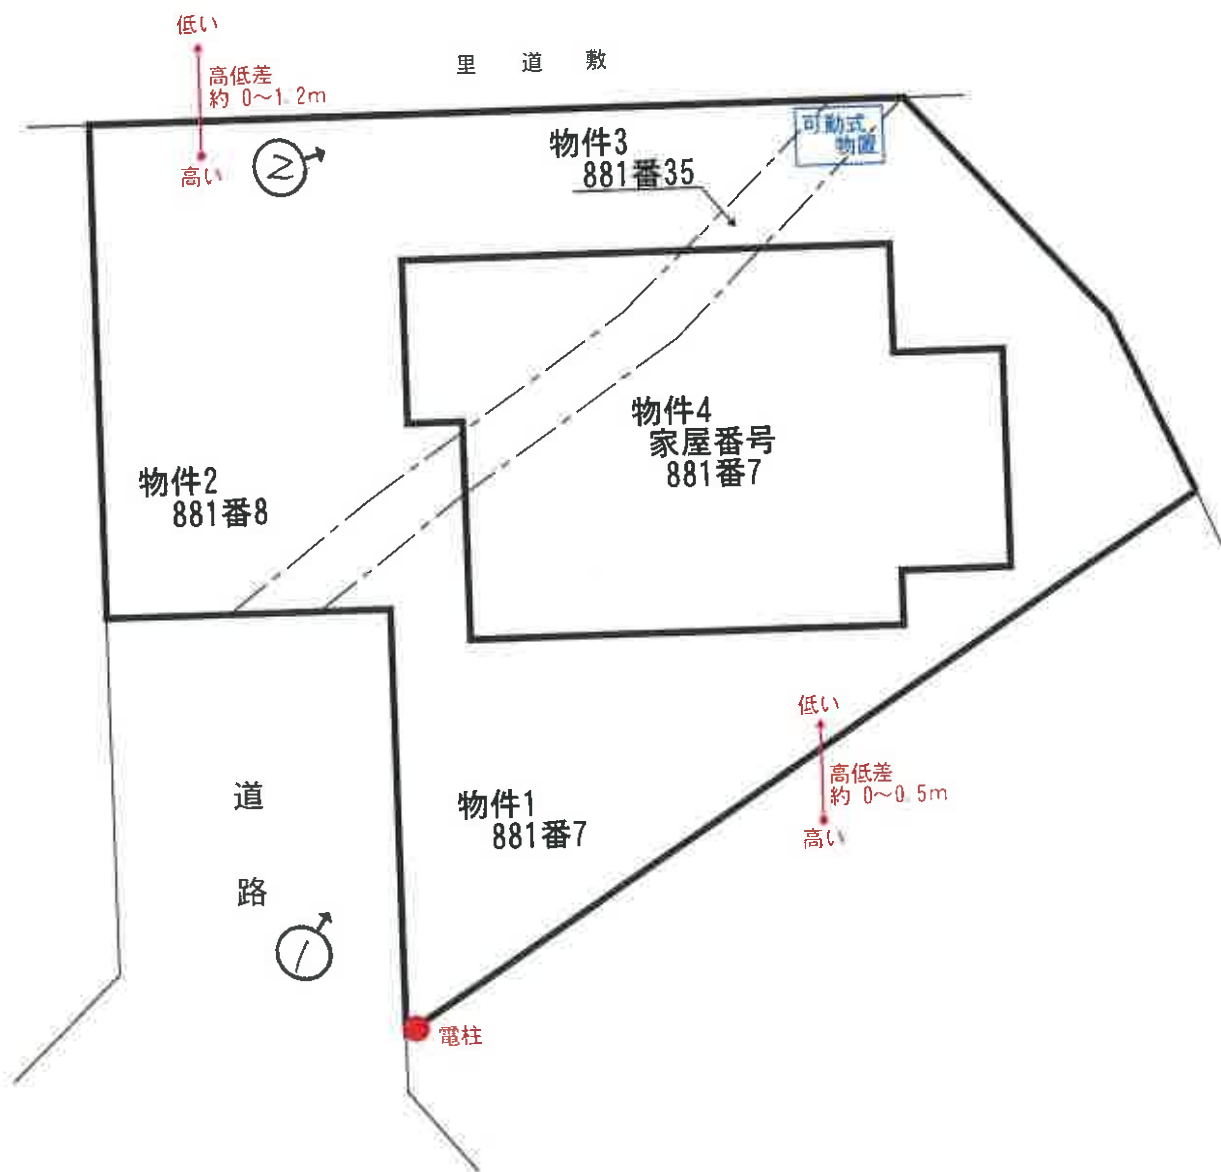 低い
里道敷
高低差
約 0～1.2m
高い
2
物件3
881番35
可動式
物置
物件4
家屋番号
881番7
物件2
881番8
低い
高低差
約 0～0.5m
高い
道
路
物件1
881番7
1
電柱